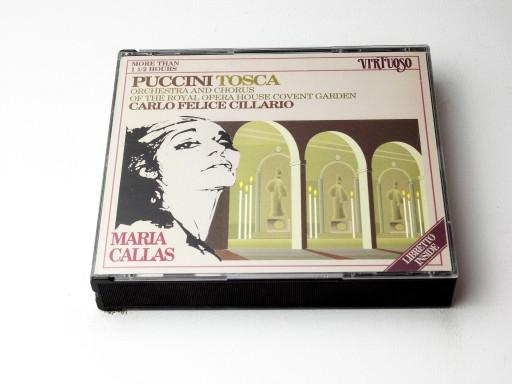 MORE THAN
1 1/2 HOURS
VIRTUOSO
PUCCINI TOSCA
ORCHESTRA AND CHORUS
OF THE ROYAL OPERA HOUSE COVENT GARDEN
CARLO FELICE CILLARIO
MARIA
CALLAS
LIBRETTO
INSIDE